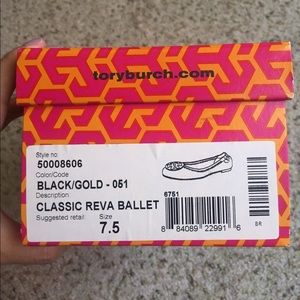 toryburch.com
Style no
50008606
Color/Code
BLACK/GOLD - 051
Description
CLASSIC REVA BALLET
Suggested retail:
Size
7.5
6751
8 84089 22991 6
BR